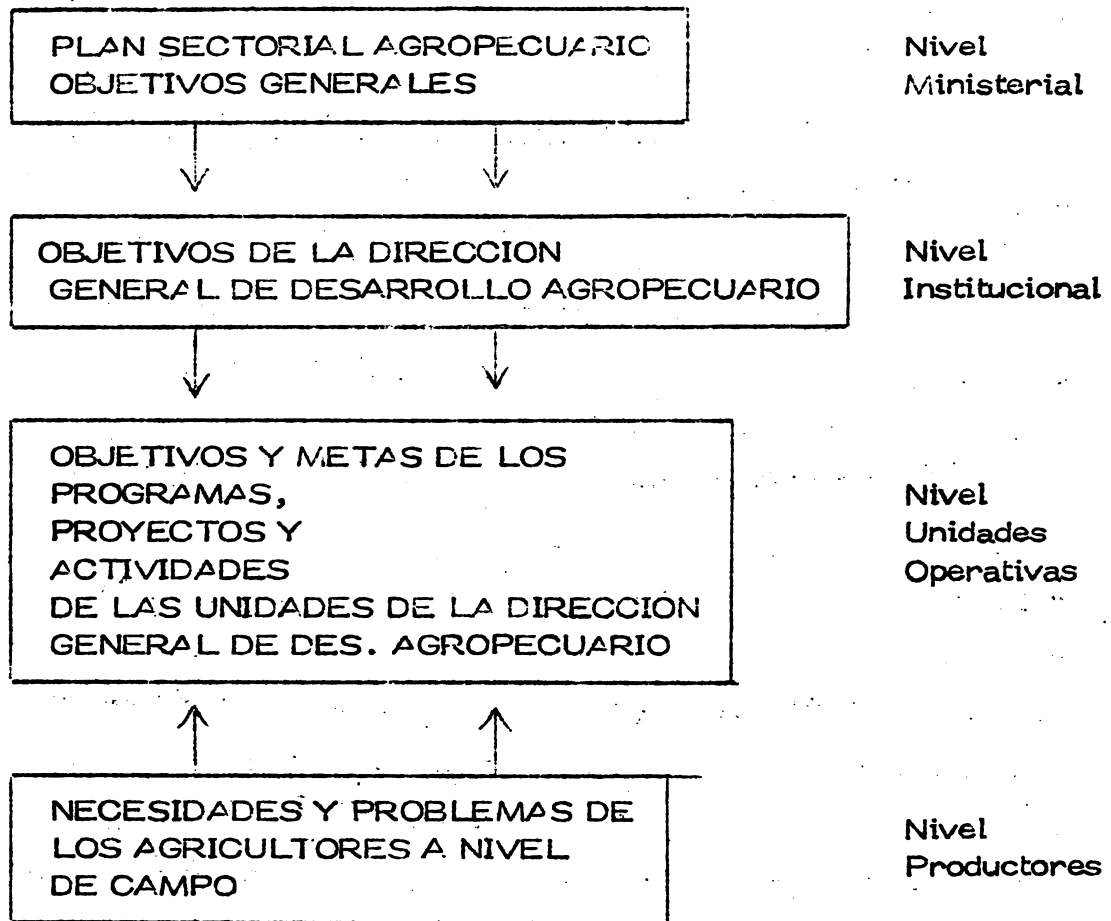 PLAN SECTORIAL AGROPECUARIO
OBJETIVOS GENERALES
Nivel
Ministerial
OBJETIVOS DE LA DIRECCION
GENERAL DE DESARROLLO AGROPECUARIO
Nivel
Institucional
OBJETIVOS Y METAS DE LOS
PROGRAMAS,
PROYECTOS Y
ACTIVIDADES
DE LAS UNIDADES DE LA DIRECCION
GENERAL DE DES. AGROPECUARIO
Nivel
Unidades
Operativas
NECESIDADES Y PROBLEMAS DE
LOS AGRICULTORES A NIVEL
DE CAMPO
Nivel
Productores